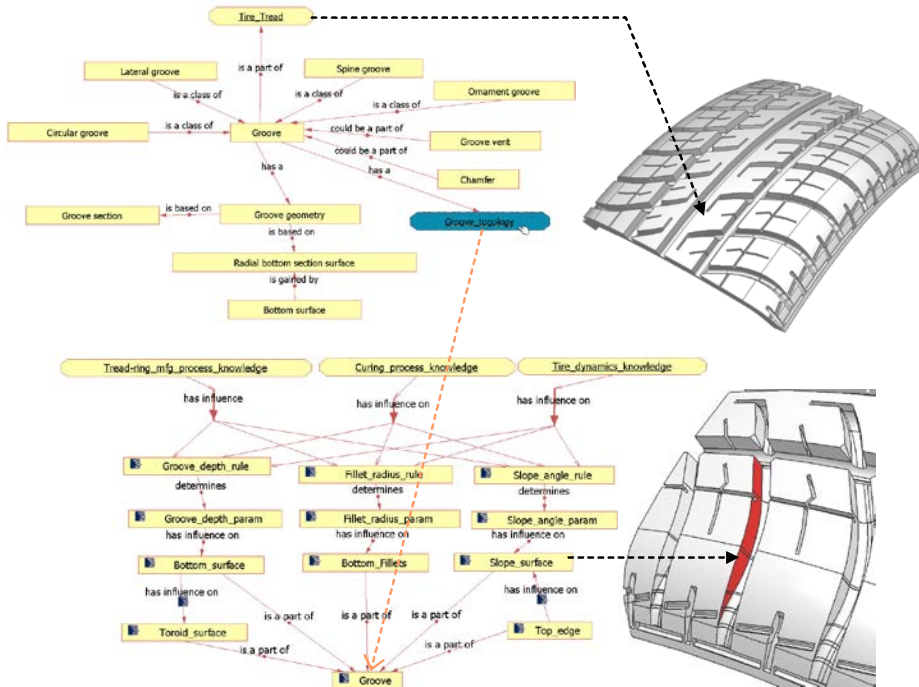 Tire_Tread
is a part of
Lateral groove
Spine groove
is a class of
is a class of
Ornament groove
is a class of
Circular groove
is a class of
Groove
could be a part of
Groove vent
could be a part of
has a
has a
Chamfer
Groove section
is based on
Groove geometry
Groove_topology
is based on
Radial bottom section surface
is gained by
Bottom surface
Tread-ring_mfg_process_knowledge
Curing_process_knowledge
Tire_dynamics_knowledge
has influence
has influence on
has influence on
Groove_depth_rule
Fillet_radius_rule
Slope_angle_rule
determines
determines
determines
Groove_depth_param
Fillet_radius_param
Slope_angle_param
has influence on
has influence on
has influence on
Bottom_surface
Bottom_Fillets
Slope_surface
has influence on
has influence on
is a part of
is a part of
is a part of
Toroid_surface
Top_edge
is a part of
is a part of
Groove